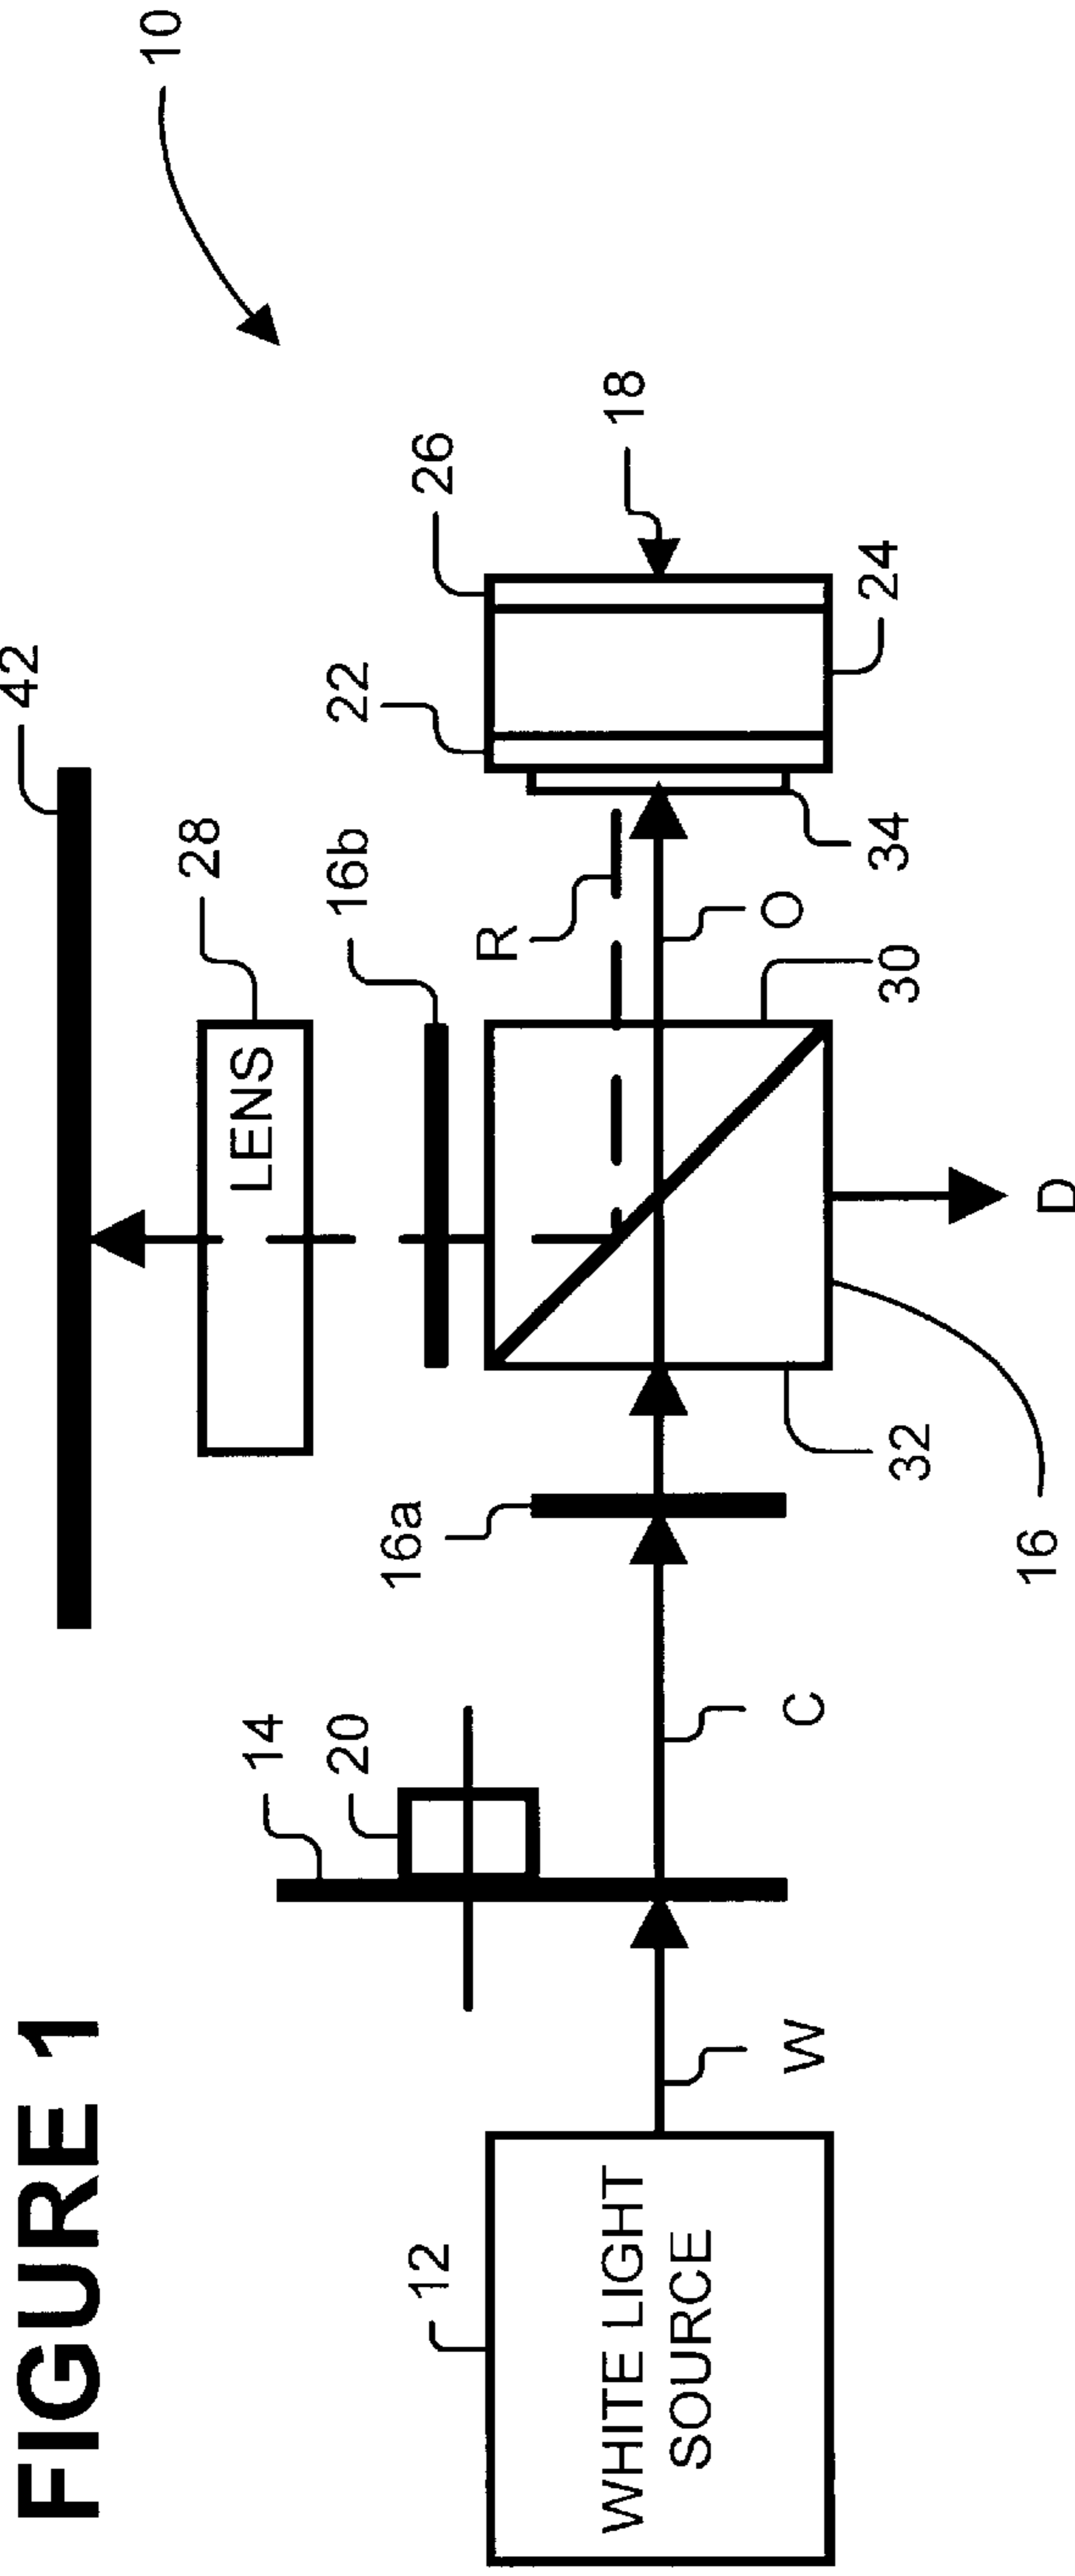 FIGURE 1
10
42
28
LENS
16b
26
22
18
R
24
34
O
30
14
20
16a
32
C
D
16
12
WHITE LIGHT
SOURCE
W